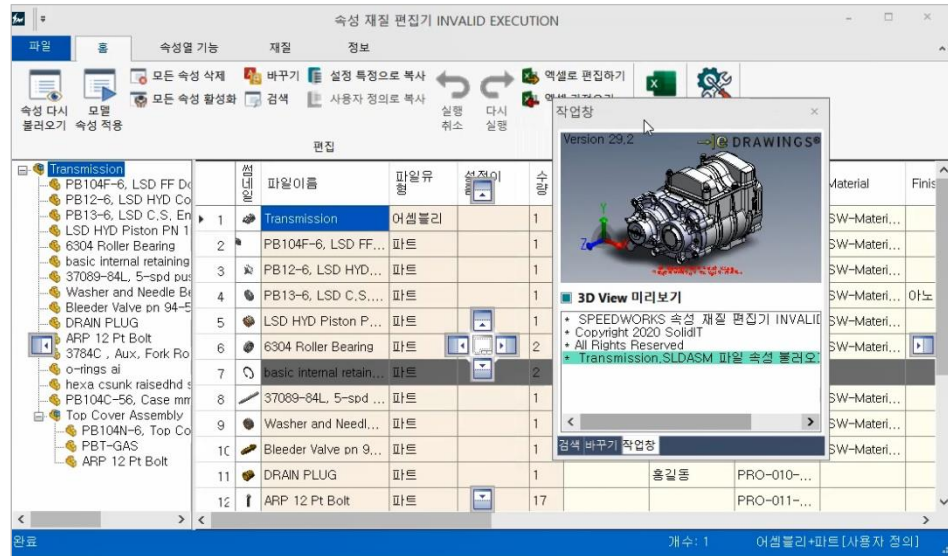 속성 재질 편집기 INVALID EXECUTION
파일 홈 속성열 기능 재질 정보
속성 다시 불러오기
모델 속성 적용
모든 속성 삭제
모든 속성 활성화
바꾸기
검색
설정 특정으로 복사
사용자 정의로 복사
실행 취소
다시 실행
엑셀로 편집하기
편집
Transmission
PB104F-6, LSD FF Do
PB12-6, LSD HYD Co
PB13-6, LSD C.S. En
LSD HYD Piston PN 1
6304 Roller Bearing
basic internal retaining
37089-84L, 5-spd pus
Washer and Needle Be
Bleeder Valve pn 94-5
DRAIN PLUG
ARP 12 Pt Bolt
3784C , Aux, Fork Ro
o-rings ai
hexa csunk raisedhd s
PB104C-56, Case mm
Top Cover Assembly
PB104N-6, Top Co
PBT-GAS
ARP 12 Pt Bolt
썸네일 파일이름 파일유형 수량 Material Finis
1 Transmission 어셈블리 1 SW-Materi...
2 PB104F-6, LSD FF... 파트 1 SW-Materi...
3 PB12-6, LSD HYD... 파트 1 SW-Materi...
4 PB13-6, LSD C.S.... 파트 1 SW-Materi... 아노
5 LSD HYD Piston P... 파트 1 SW-Materi...
6 6304 Roller Bearing 파트 2 SW-Materi...
7 basic internal retain... 파트 2
8 37089-84L, 5-spd ... 파트 1 SW-Materi...
9 Washer and Needl... 파트 1 SW-Materi...
10 Bleeder Valve pn 9... 파트 1 SW-Materi...
11 DRAIN PLUG 파트 1 홍길동 PRO-010-...
12 ARP 12 Pt Bolt 파트 17 PRO-011-...
작업창
Version 29.2 DRAWINGS®
Y
Z
3D View 미리보기
+ SPEEDWORKS 속성 재질 편집기 INVALID
+ Copyright 2020 SolidIT
+ All Rights Reserved
+ Transmission.SLDASM 파일 속성 불러오기
검색 바꾸기 작업창
완료 개수: 1 어셈블리+파트[사용자 정의]